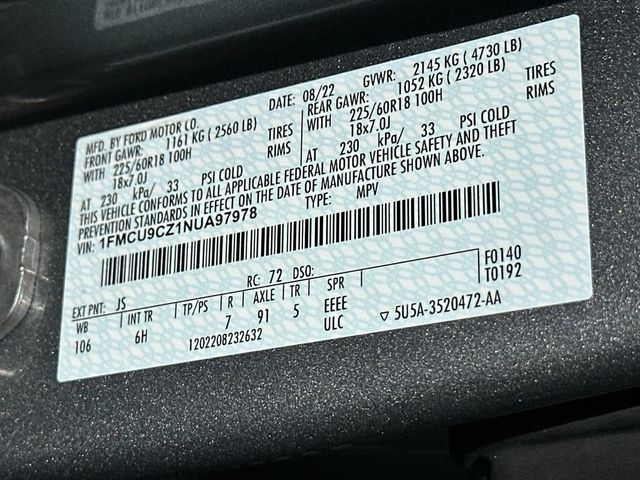 MFD. BY FORD MOTOR CO. DATE: 08/22 GVWR: 2145 KG ( 4730 LB)
FRONT GAWR: 1161 KG ( 2560 LB) REAR GAWR: 1052 KG ( 2320 LB)
WITH 225/60R18 100H TIRES WITH 225/60R18 100H TIRES
18x7.0J RIMS 18x7.0J RIMS
AT 230 kPa/ 33 PSI COLD AT 230 kPa/ 33 PSI COLD
THIS VEHICLE CONFORMS TO ALL APPLICABLE FEDERAL MOTOR VEHICLE SAFETY AND THEFT
PREVENTION STANDARDS IN EFFECT ON THE DATE OF MANUFACTURE SHOWN ABOVE.
VIN: 1FMCU9CZ1NUA97978 TYPE: MPV
EXT PNT: JS RC: 72 DSO: F0140
WB INT TR TP/PS R AXLE TR SPR T0192
106 6H 7 91 5 EEEE
1202208232632 ULC ▽ 5U5A-3520472-AA